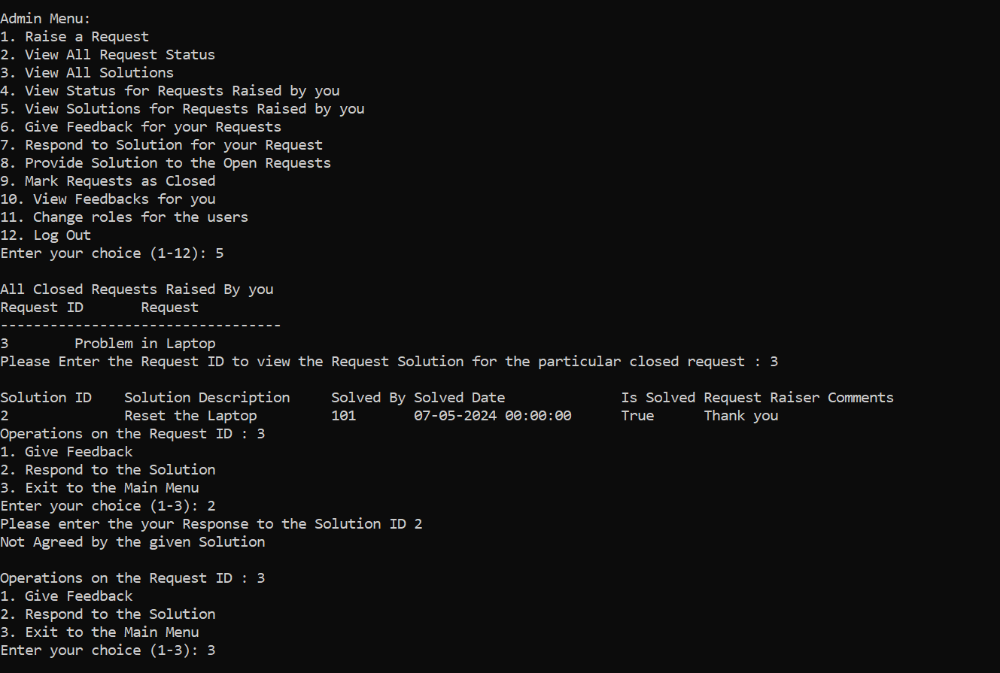 Admin Menu:
1. Raise a Request
2. View All Request Status
3. View All Solutions
4. View Status for Requests Raised by you
5. View Solutions for Requests Raised by you
6. Give Feedback for your Requests
7. Respond to Solution for your Request
8. Provide Solution to the Open Requests
9. Mark Requests as Closed
10. View Feedbacks for you
11. Change roles for the users
12. Log Out
Enter your choice (1-12): 5
All Closed Requests Raised By you
Request ID       Request
----------------------------------
3        Problem in Laptop
Please Enter the Request ID to view the Request Solution for the particular closed request : 3
Solution ID    Solution Description     Solved By Solved Date              Is Solved Request Raiser Comments
2              Reset the Laptop         101       07-05-2024 00:00:00      True      Thank you
Operations on the Request ID : 3
1. Give Feedback
2. Respond to the Solution
3. Exit to the Main Menu
Enter your choice (1-3): 2
Please enter the your Response to the Solution ID 2
Not Agreed by the given Solution
Operations on the Request ID : 3
1. Give Feedback
2. Respond to the Solution
3. Exit to the Main Menu
Enter your choice (1-3): 3